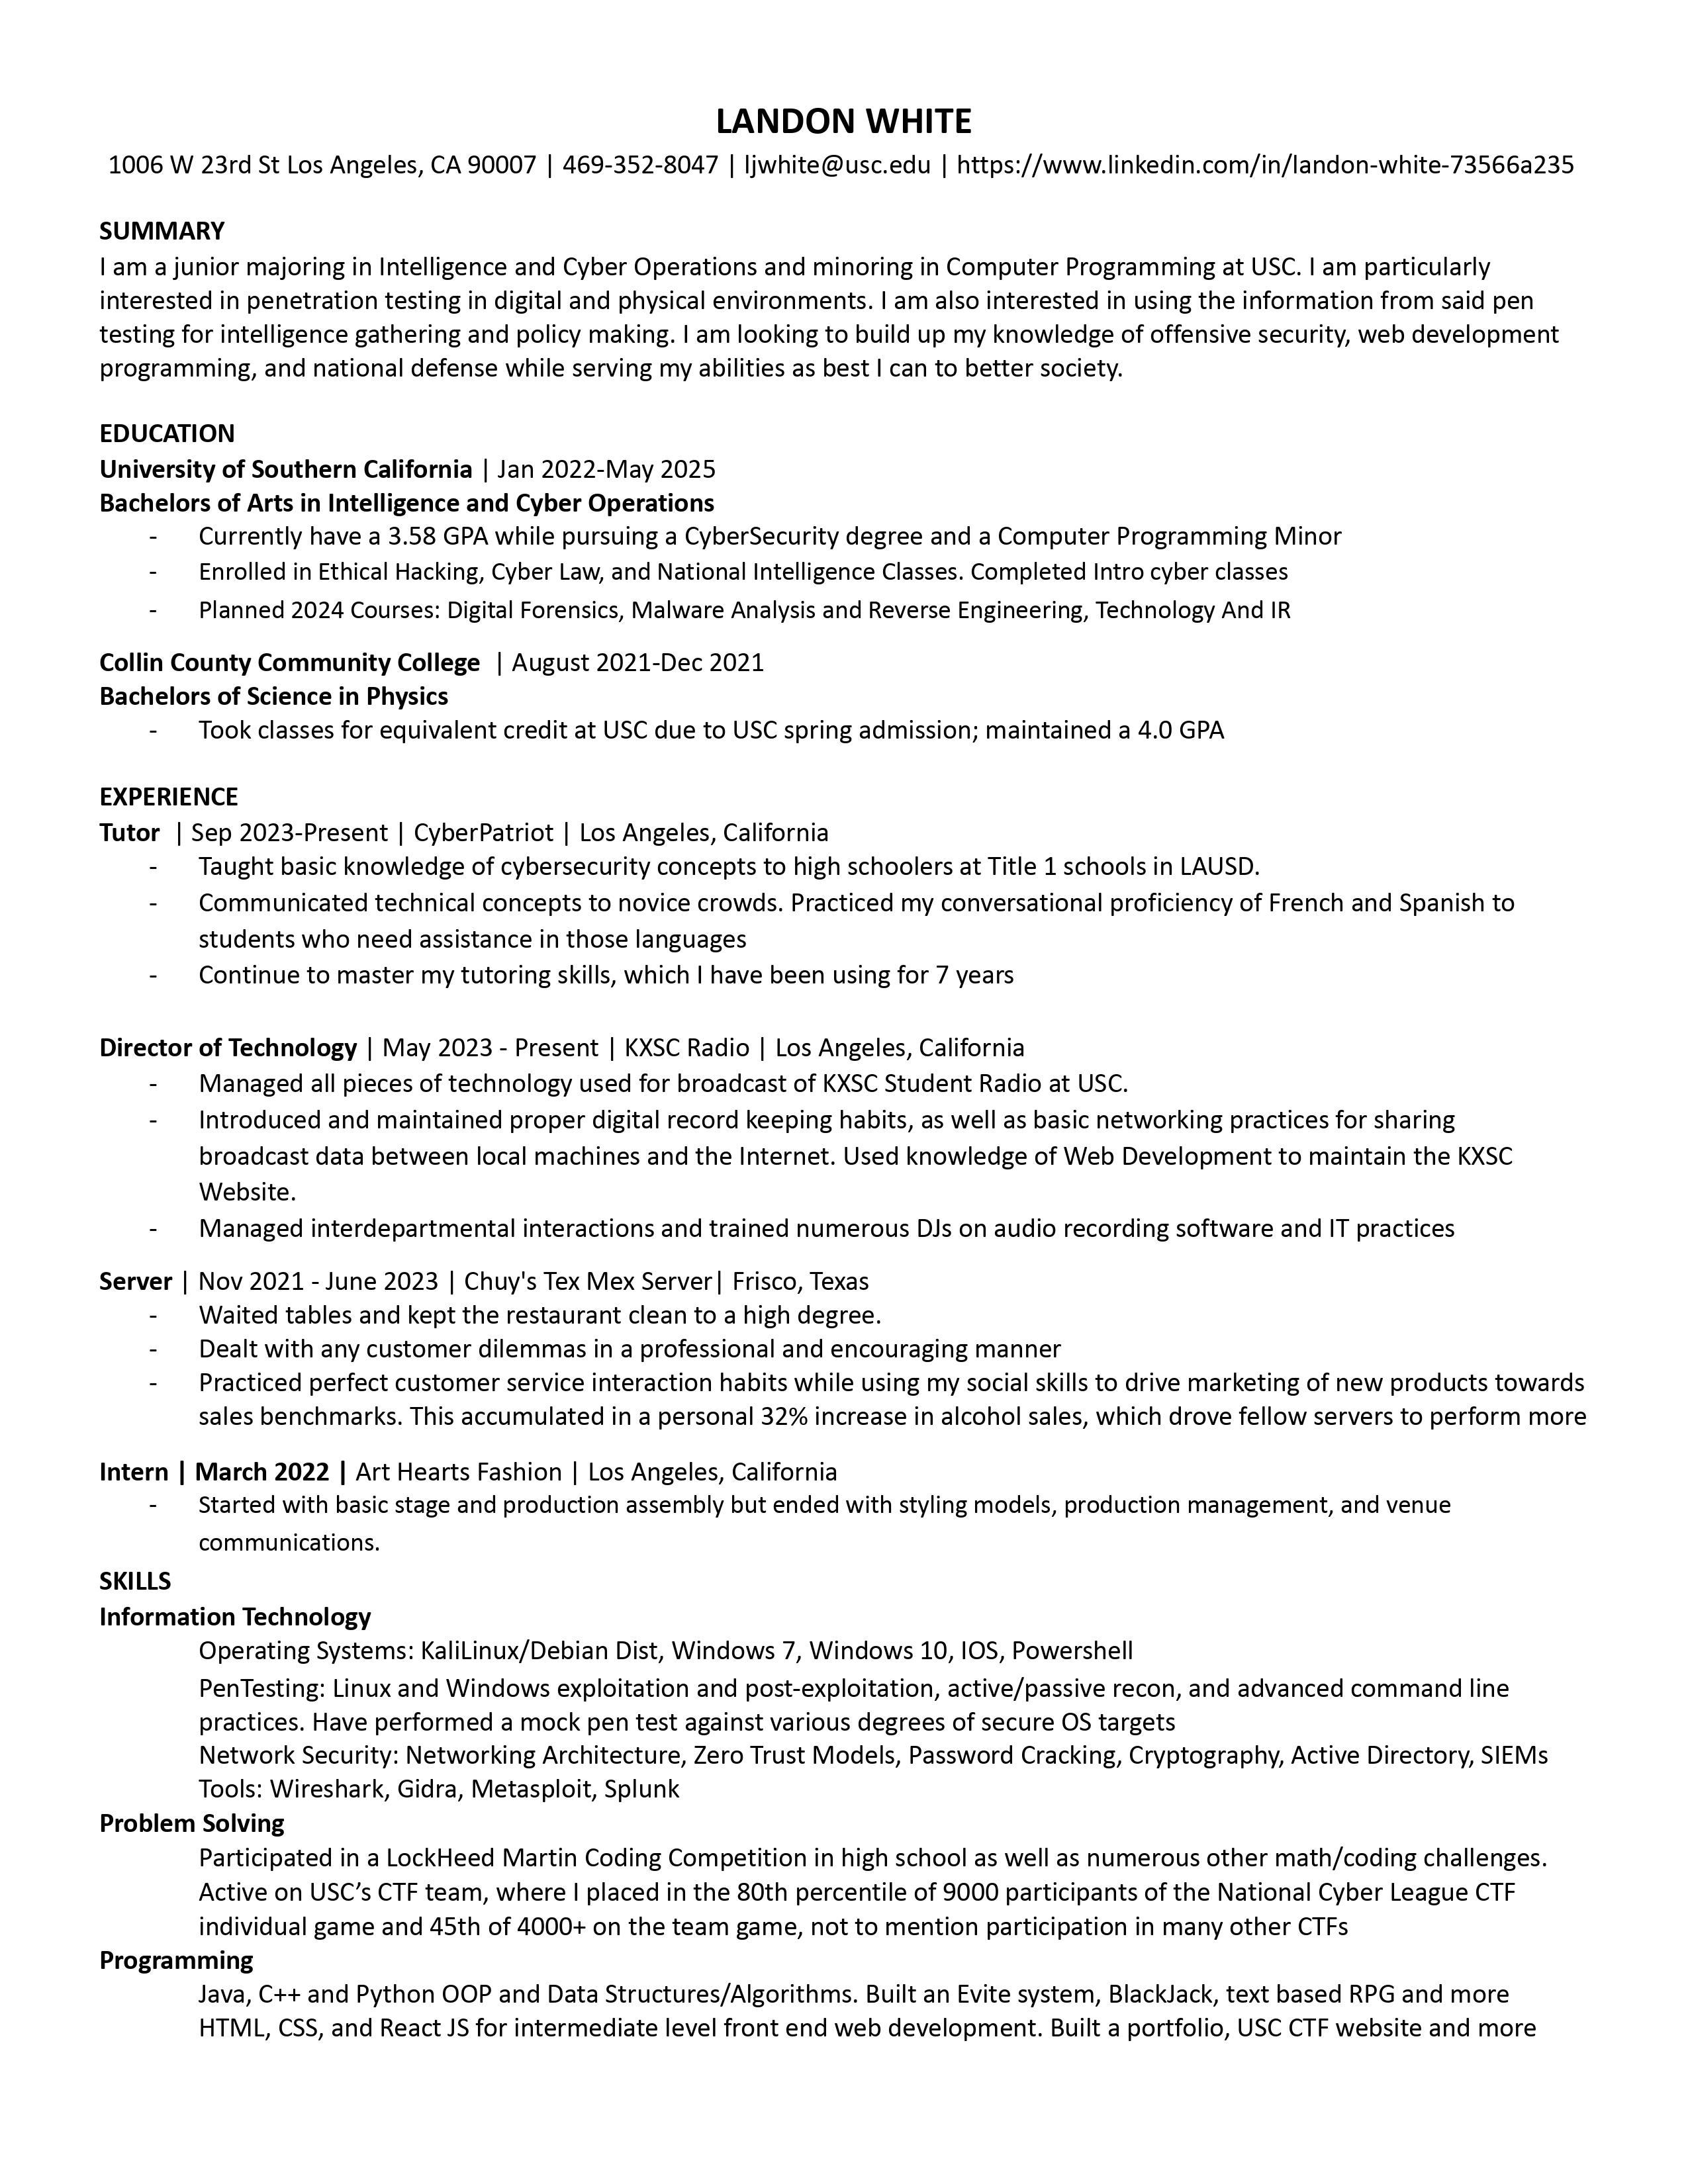 LANDON WHITE
1006 W 23rd St Los Angeles, CA 90007 | 469-352-8047 | ljwhite@usc.edu | https://www.linkedin.com/in/landon-white-73566a235
SUMMARY
I am a junior majoring in Intelligence and Cyber Operations and minoring in Computer Programming at USC. I am particularly
interested in penetration testing in digital and physical environments. I am also interested in using the information from said pen
testing for intelligence gathering and policy making. I am looking to build up my knowledge of offensive security, web development
programming, and national defense while serving my abilities as best I can to better society.
EDUCATION
University of Southern California | Jan 2022-May 2025
Bachelors of Arts in Intelligence and Cyber Operations
- Currently have a 3.58 GPA while pursuing a CyberSecurity degree and a Computer Programming Minor
- Enrolled in Ethical Hacking, Cyber Law, and National Intelligence Classes. Completed Intro cyber classes
- Planned 2024 Courses: Digital Forensics, Malware Analysis and Reverse Engineering, Technology And IR
Collin County Community College | August 2021-Dec 2021
Bachelors of Science in Physics
- Took classes for equivalent credit at USC due to USC spring admission; maintained a 4.0 GPA
EXPERIENCE
Tutor | Sep 2023-Present | CyberPatriot | Los Angeles, California
- Taught basic knowledge of cybersecurity concepts to high schoolers at Title 1 schools in LAUSD.
- Communicated technical concepts to novice crowds. Practiced my conversational proficiency of French and Spanish to
students who need assistance in those languages
- Continue to master my tutoring skills, which I have been using for 7 years
Director of Technology | May 2023 - Present | KXSC Radio | Los Angeles, California
- Managed all pieces of technology used for broadcast of KXSC Student Radio at USC.
- Introduced and maintained proper digital record keeping habits, as well as basic networking practices for sharing
broadcast data between local machines and the Internet. Used knowledge of Web Development to maintain the KXSC
Website.
- Managed interdepartmental interactions and trained numerous DJs on audio recording software and IT practices
Server | Nov 2021 - June 2023 | Chuy's Tex Mex Server| Frisco, Texas
- Waited tables and kept the restaurant clean to a high degree.
- Dealt with any customer dilemmas in a professional and encouraging manner
- Practiced perfect customer service interaction habits while using my social skills to drive marketing of new products towards
sales benchmarks. This accumulated in a personal 32% increase in alcohol sales, which drove fellow servers to perform more
Intern | March 2022 | Art Hearts Fashion | Los Angeles, California
- Started with basic stage and production assembly but ended with styling models, production management, and venue
communications.
SKILLS
Information Technology
Operating Systems: KaliLinux/Debian Dist, Windows 7, Windows 10, IOS, Powershell
PenTesting: Linux and Windows exploitation and post-exploitation, active/passive recon, and advanced command line
practices. Have performed a mock pen test against various degrees of secure OS targets
Network Security: Networking Architecture, Zero Trust Models, Password Cracking, Cryptography, Active Directory, SIEMs
Tools: Wireshark, Gidra, Metasploit, Splunk
Problem Solving
Participated in a LockHeed Martin Coding Competition in high school as well as numerous other math/coding challenges.
Active on USC’s CTF team, where I placed in the 80th percentile of 9000 participants of the National Cyber League CTF
individual game and 45th of 4000+ on the team game, not to mention participation in many other CTFs
Programming
Java, C++ and Python OOP and Data Structures/Algorithms. Built an Evite system, BlackJack, text based RPG and more
HTML, CSS, and React JS for intermediate level front end web development. Built a portfolio, USC CTF website and more